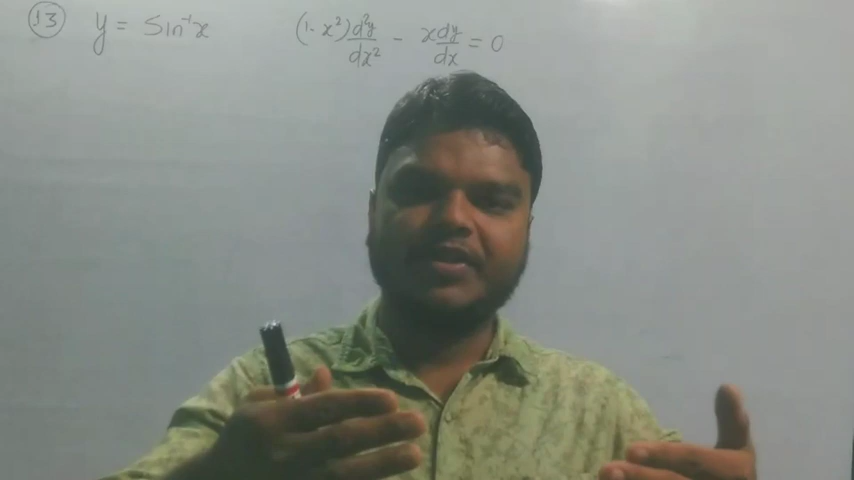 13 y = Sin⁻¹x (1-x²) d²y/dx² - x dy/dx = 0